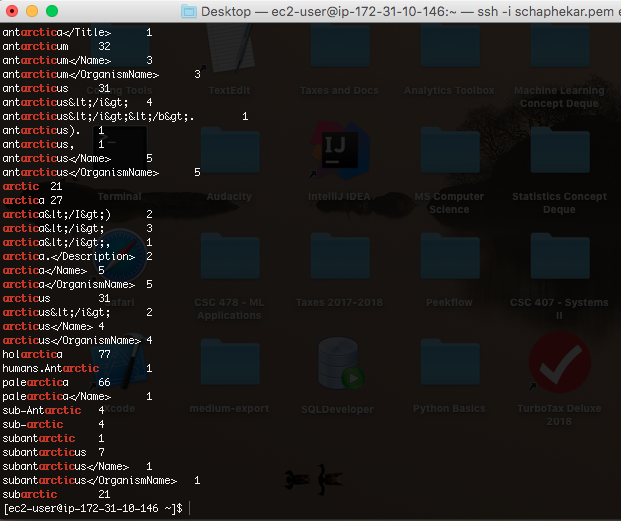 Desktop — ec2-user@ip-172-31-10-146:~ — ssh -i schaphekar.pem e
antarctica</Title> 1
antarcticum 32
antarcticum</Name> 3
antarcticum</OrganismName> 3
antarcticus 31
antarcticus&lt;/i&gt; 4
antarcticus&lt;/i&gt;&lt;/b&gt;. 1
antarcticus). 1
antarcticus, 1
antarcticus</Name> 5
antarcticus</OrganismName> 5
arctic 21
arctica 27
arctica&lt;/I&gt;) 2
arctica&lt;/i&gt; 3
arctica&lt;/i&gt;, 1
arctica.</Description> 2
arctica</Name> 5
arctica</OrganismName> 5
arcticus 31
arcticus&lt;/i&gt; 2
arcticus</Name> 4
arcticus</OrganismName> 4
holarctica 77
humans.Antarctic 1
palearctica 66
palearctica</Name> 1
sub-Antarctic 4
sub-arctic 4
subantarctic 1
subantarcticus 7
subantarcticus</Name> 1
subantarcticus</OrganismName> 1
subarctic 21
[ec2-user@ip-172-31-10-146 ~]$
Coding Tools
TextEdit
Taxes and Docs
Analytics Toolbox
Machine Learning
Concept Deque
Terminal
Audacity
IJ
IntelliJ IDEA
MS Computer
Science
Statistics Concept
Deque
Safari
CSC 478 - ML
Applications
Taxes 2017-2018
Peekflow
CSC 407 - Systems
II
Xcode
medium-export
SQLDeveloper
Python Basics
TurboTax Deluxe
2018